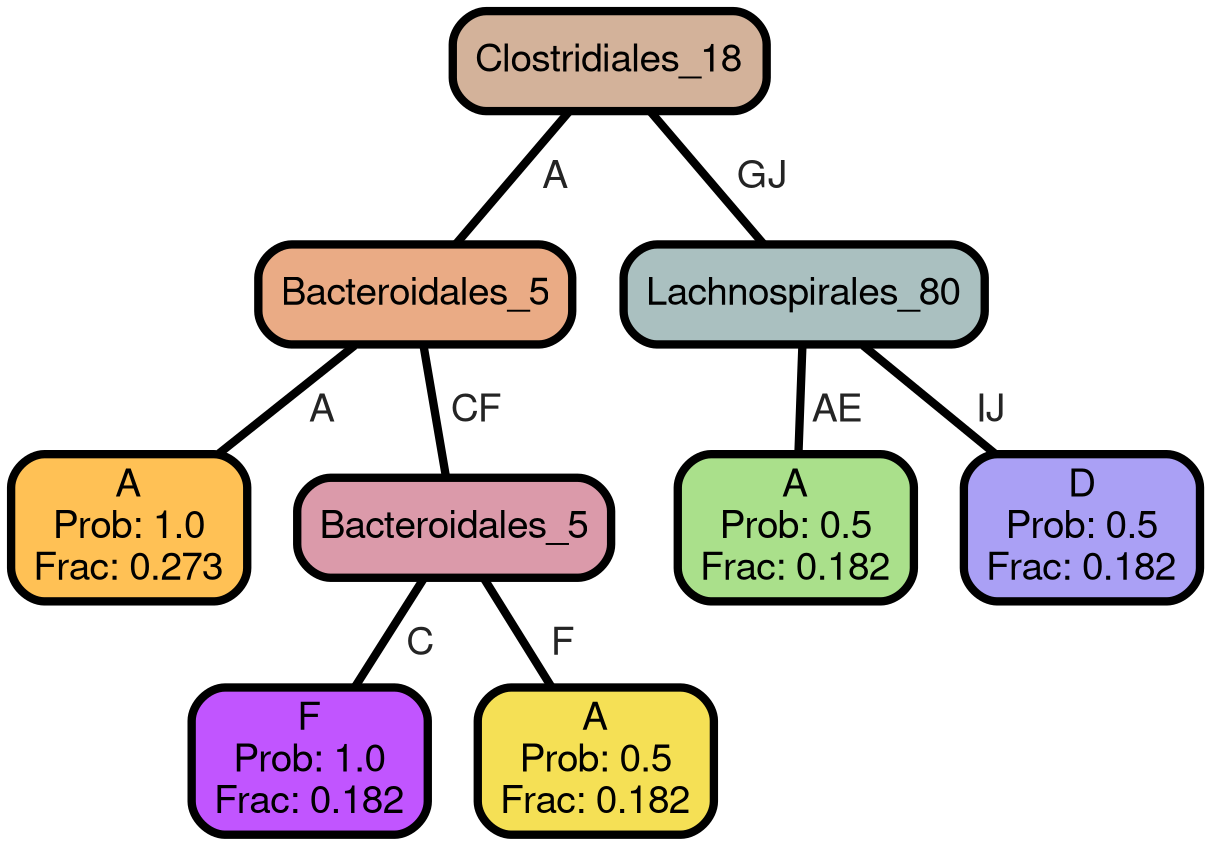 Clostridiales_18
A
GJ
Bacteroidales_5
Lachnospirales_80
A
CF
AE
IJ
A
Prob: 1.0
Frac: 0.273
Bacteroidales_5
A
Prob: 0.5
Frac: 0.182
D
Prob: 0.5
Frac: 0.182
C
F
F
Prob: 1.0
Frac: 0.182
A
Prob: 0.5
Frac: 0.182